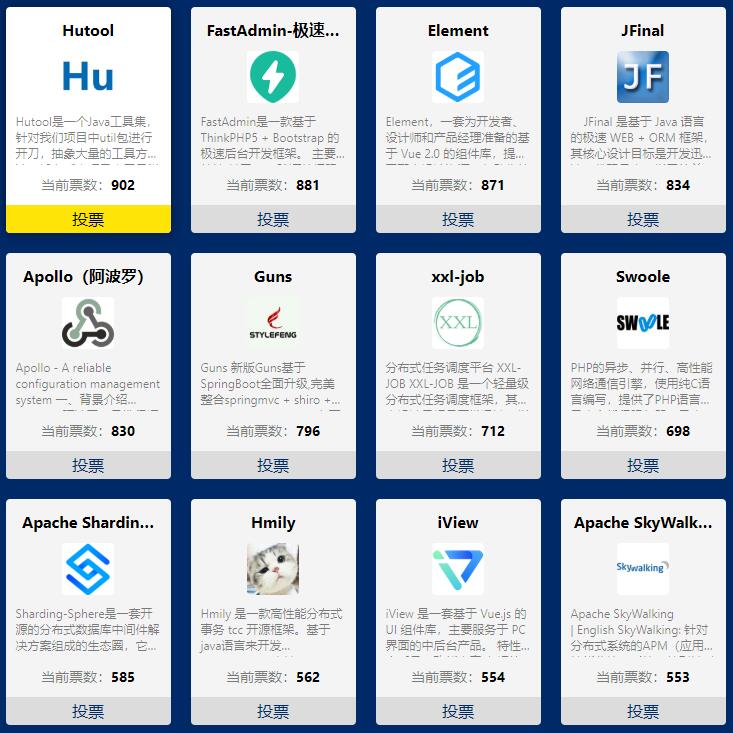 Hutool
Hu
Hutool是一个Java工具集，
针对我们项目中util包进行
开刀，抽象大量的工具方...
当前票数：902
投票
FastAdmin-极速...
FastAdmin是一款基于
ThinkPHP5 + Bootstrap 的
极速后台开发框架。 主要...
当前票数：881
投票
Element
Element，一套为开发者、
设计师和产品经理准备的基
于 Vue 2.0 的组件库，提...
当前票数：871
投票
JFinal
JF
JFinal 是基于 Java 语言
的极速 WEB + ORM 框架，
其核心设计目标是开发迅...
当前票数：834
投票
Apollo（阿波罗）
Apollo - A reliable
configuration management
system 一、背景介绍...
当前票数：830
投票
Guns
STYLEFENG
Guns 新版Guns基于
SpringBoot全面升级,完美
整合springmvc + shiro +...
当前票数：796
投票
xxl-job
XXL
分布式任务调度平台 XXL-
JOB XXL-JOB 是一个轻量级
分布式任务调度框架，其...
当前票数：712
投票
Swoole
SWOOLE
PHP的异步、并行、高性能
网络通信引擎，使用纯C语
言编写，提供了PHP语言...
当前票数：698
投票
Apache Shardin...
Sharding-Sphere是一套开
源的分布式数据库中间件解
决方案组成的生态圈，它...
当前票数：585
投票
Hmily
Hmily 是一款高性能分布式
事务 tcc 开源框架。基于
java语言来开发...
当前票数：562
投票
iView
iView 是一套基于 Vue.js 的
UI 组件库，主要服务于 PC
界面的中后台产品。 特性...
当前票数：554
投票
Apache SkyWalk...
Skywalking
Apache SkyWalking
| English SkyWalking: 针对
分布式系统的APM（应用...
当前票数：553
投票